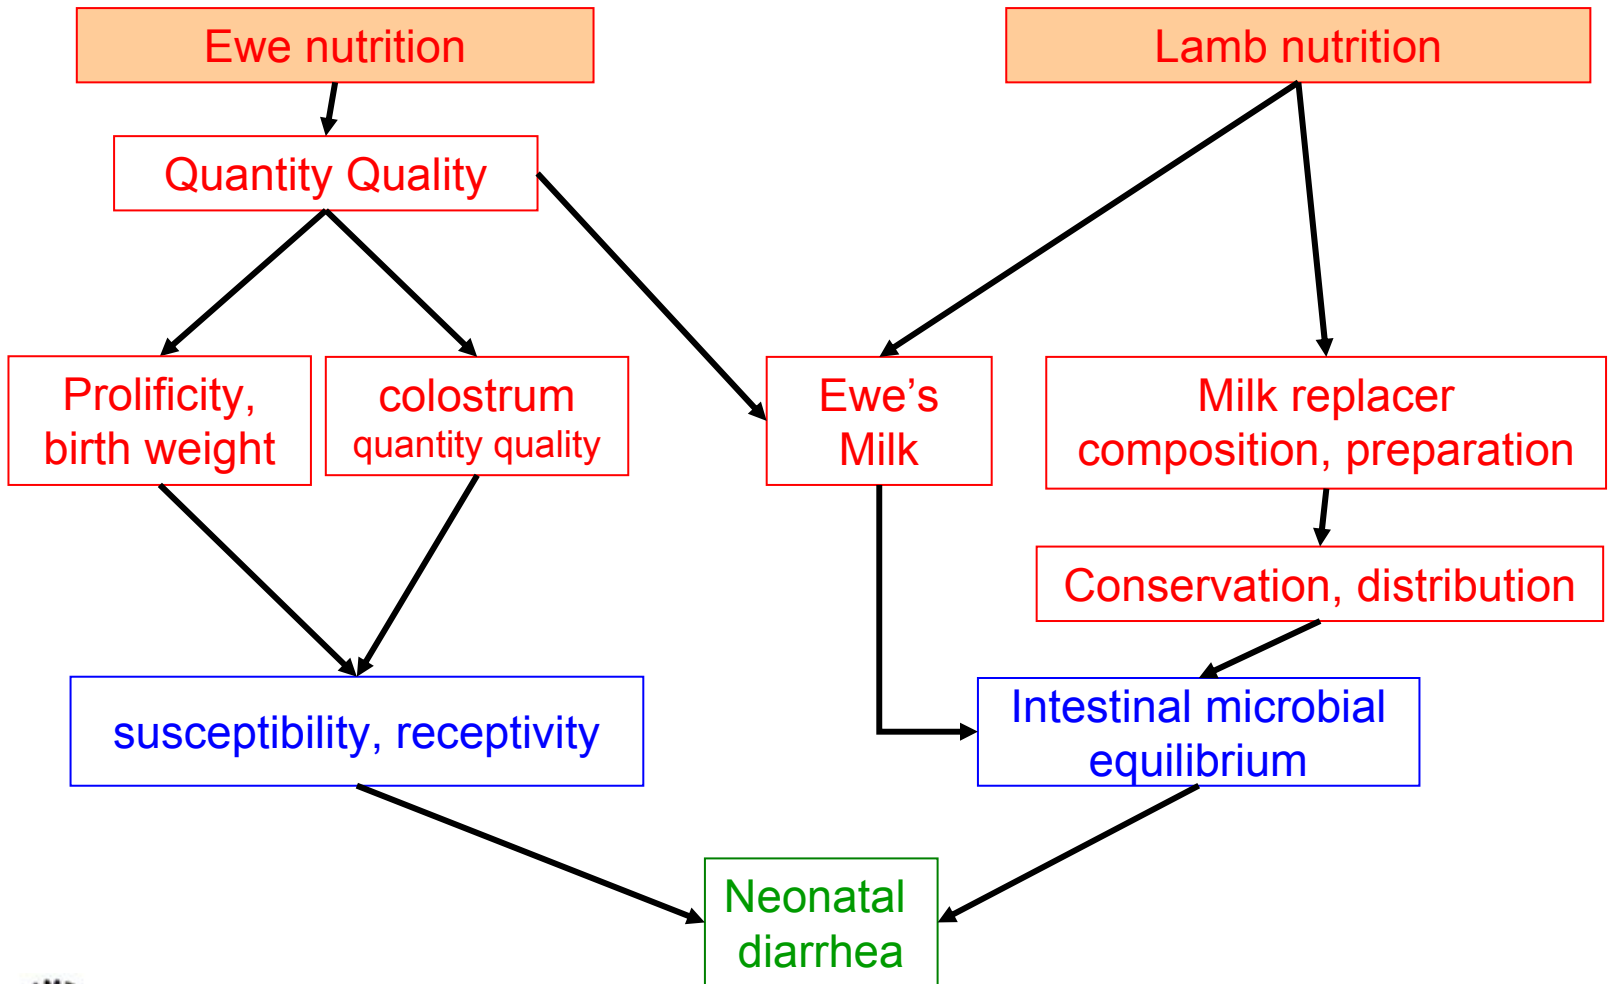 Ewe nutrition
Lamb nutrition
Quantity Quality
Prolificity,
birth weight
colostrum
quantity quality
Ewe’s
Milk
Milk replacer
composition, preparation
Conservation, distribution
susceptibility, receptivity
Intestinal microbial
equilibrium
Neonatal
diarrhea